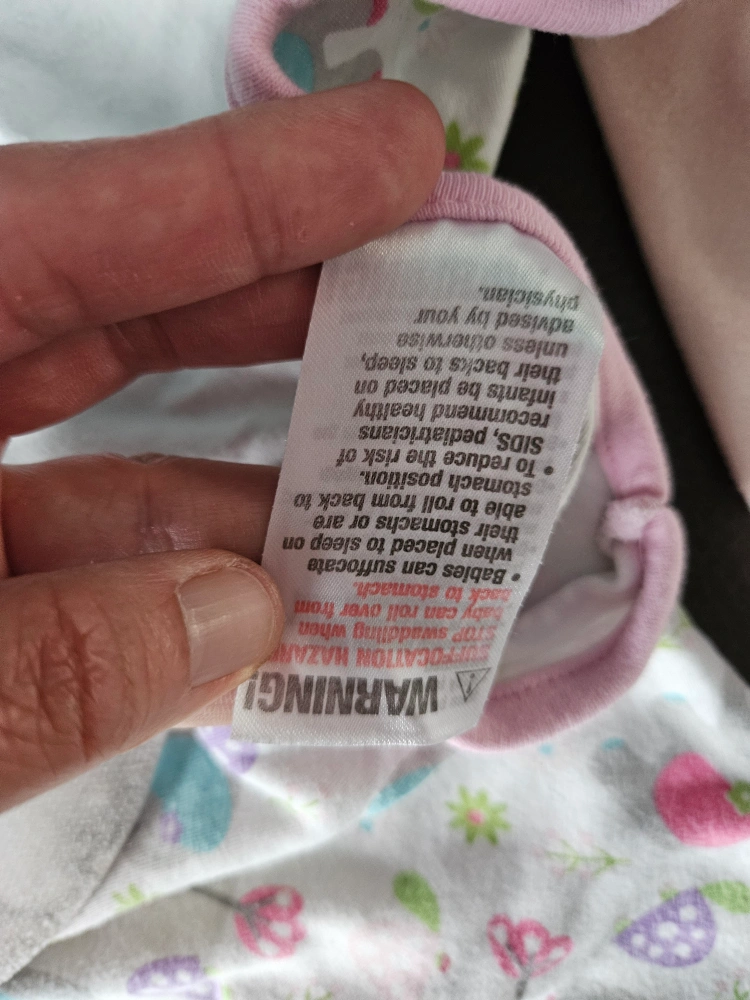 WARNING!
SUFFOCATION HAZARD
STOP swaddling when
baby can roll over from
back to stomach.
• Babies can suffocate
when placed to sleep on
their stomachs or are
able to roll from back to
stomach position.
• To reduce the risk of
SIDS, pediatricians
recommend healthy
infants be placed on
their backs to sleep,
unless otherwise
advised by your
physician.